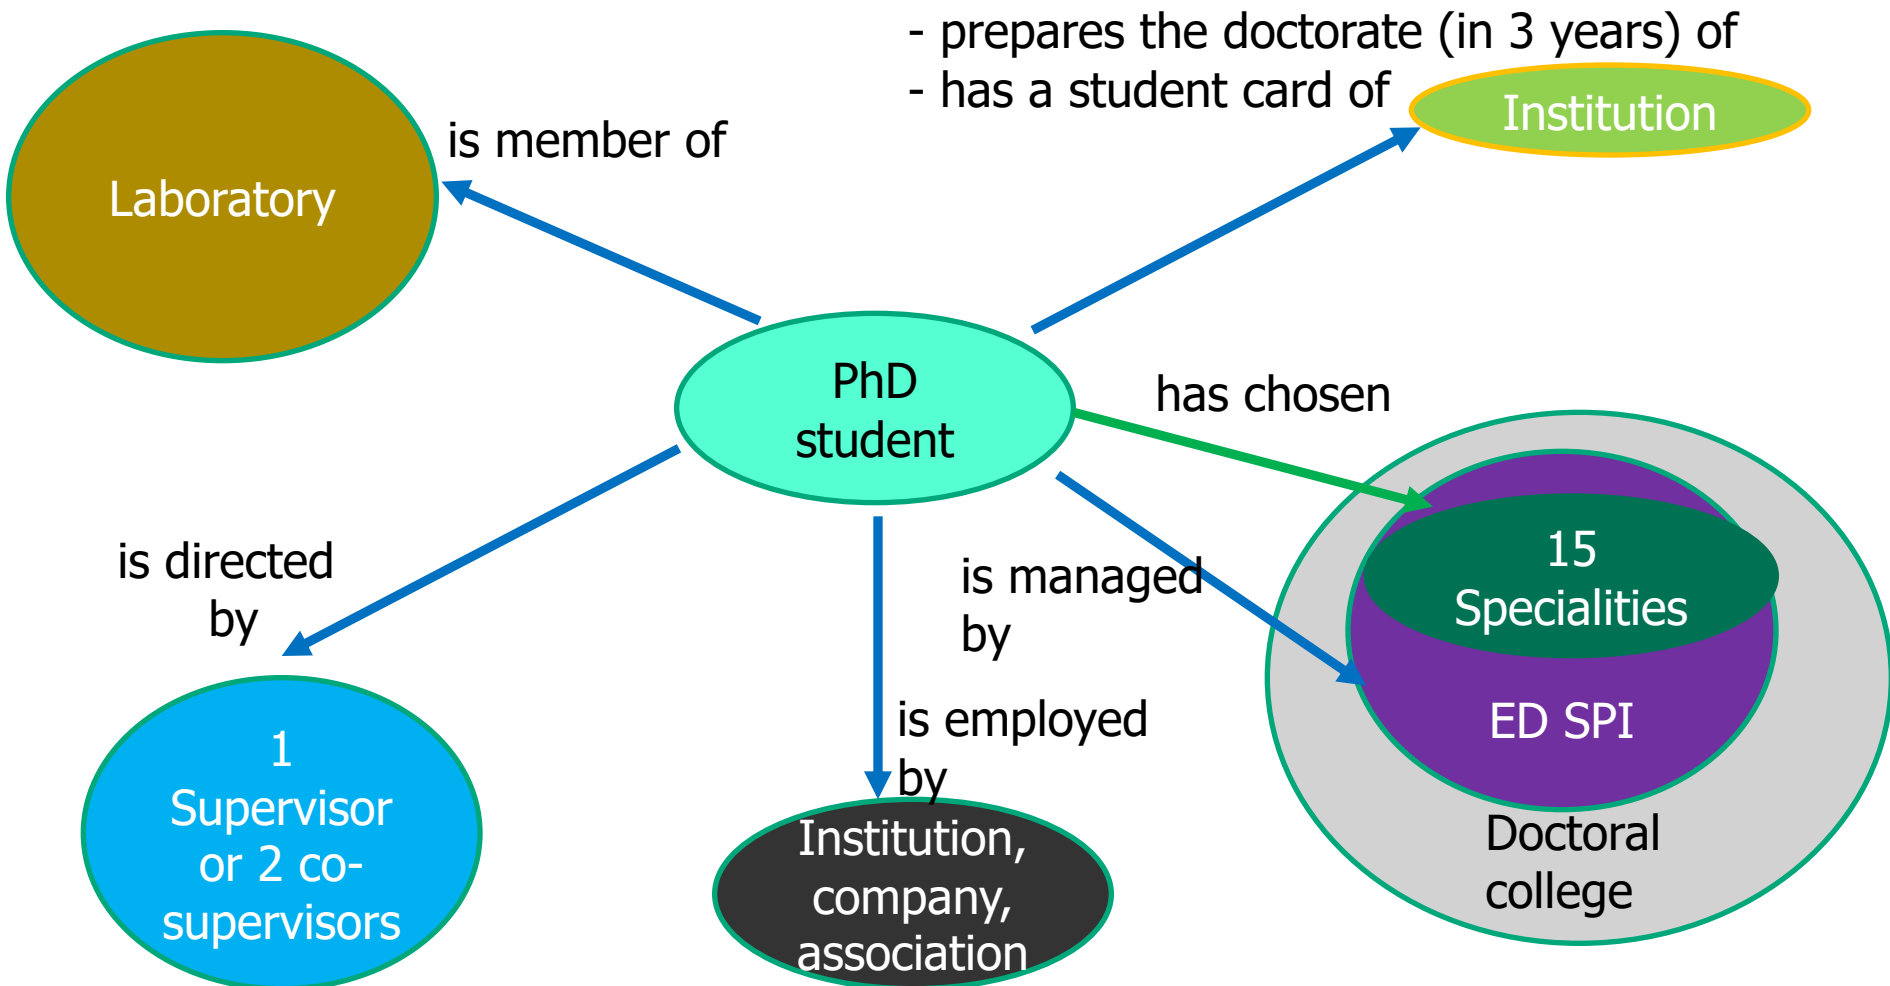 - prepares the doctorate (in 3 years) of
- has a student card of
Institution
is member of
Laboratory
PhD
student
has chosen
15
Specialities
ED SPI
Doctoral
college
is managed
by
is employed
by
Institution,
company,
association
is directed
by
1
Supervisor
or 2 co-
supervisors